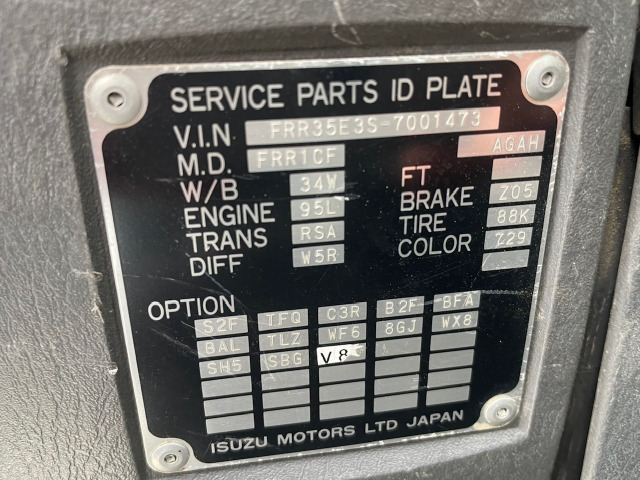 SERVICE PARTS ID PLATE
V.I.N FRR35E3S-7001473
M.D. FRR1CF AGAH
W/B 34W FT
ENGINE 95L BRAKE Z05
TRANS RSA TIRE 88K
DIFF W5R COLOR Z29
OPTION
S2F TFQ C3R B2F BFA
BAL TLZ WF6 8GJ WX8
SH5 SBG V8
ISUZU MOTORS LTD JAPAN